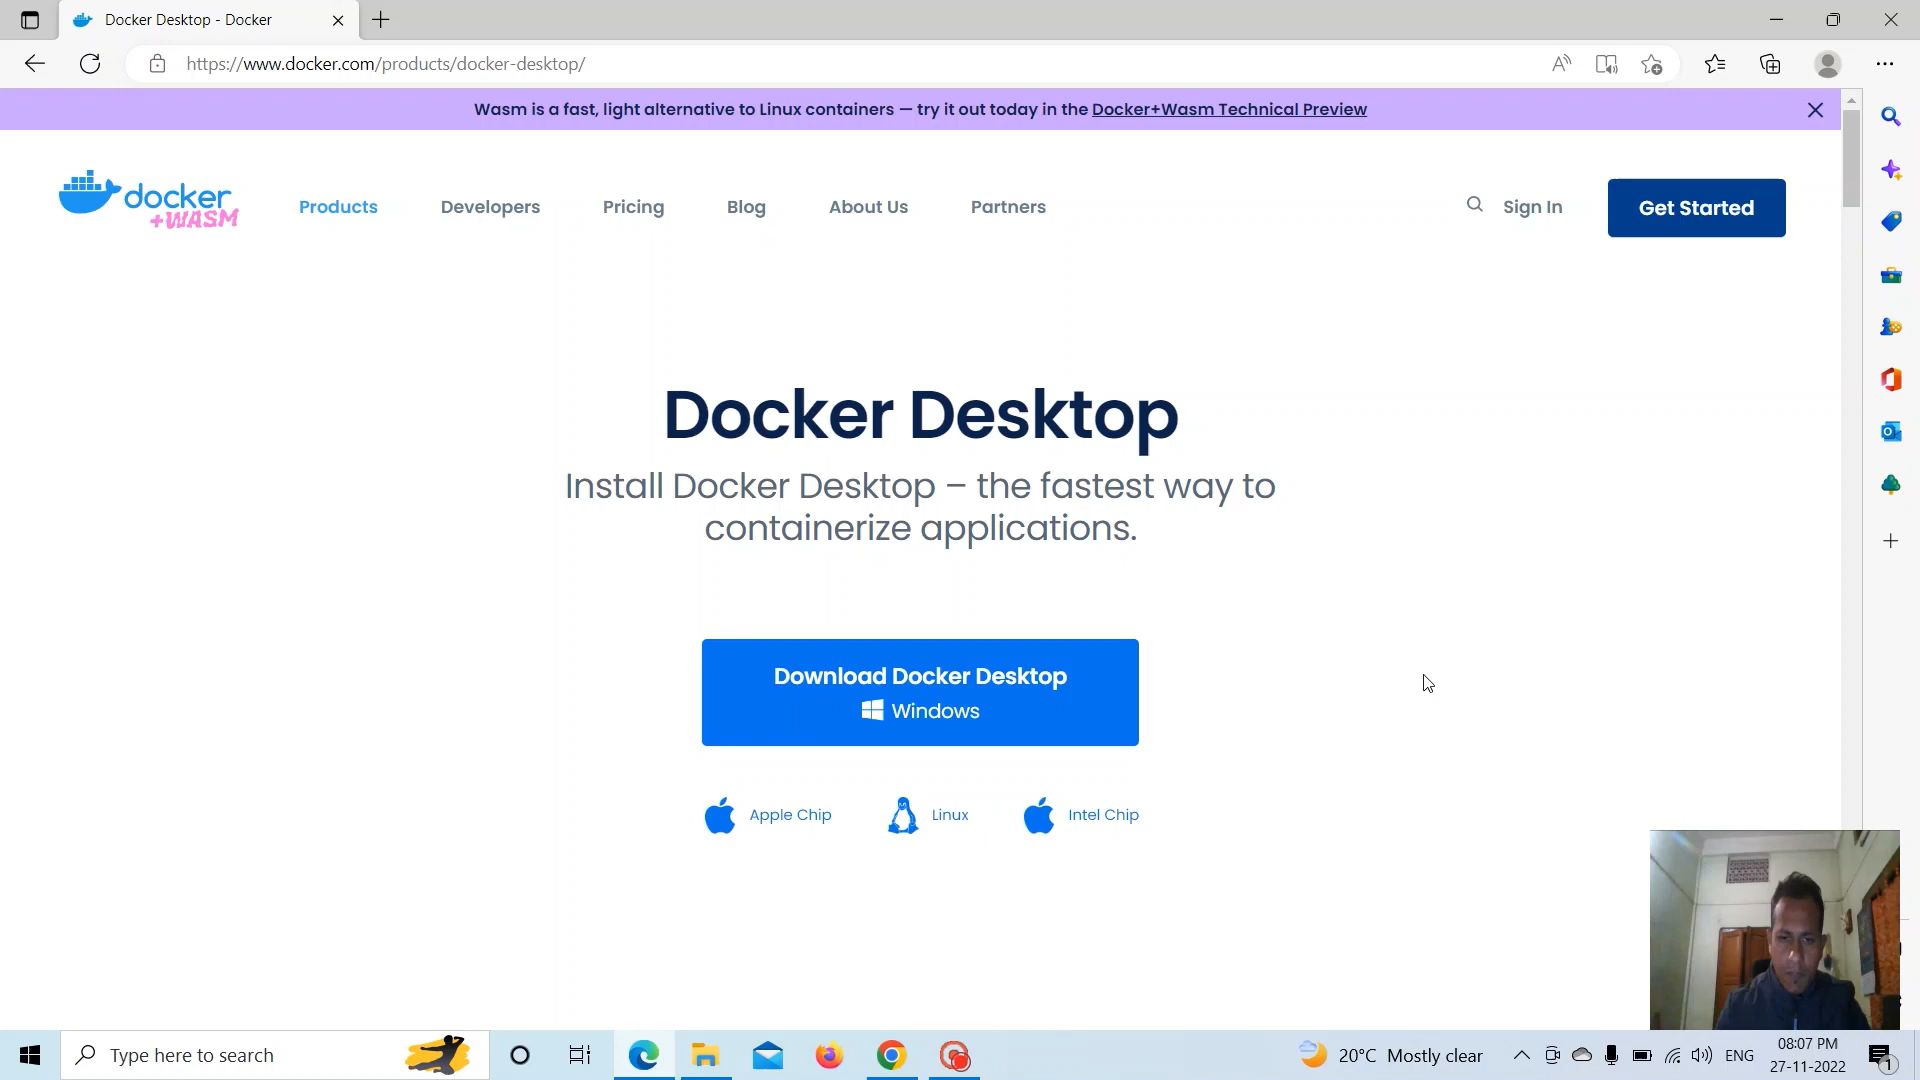 Docker Desktop - Docker
https://www.docker.com/products/docker-desktop/
Wasm is a fast, light alternative to Linux containers — try it out today in the Docker+Wasm Technical Preview
docker
+WASM
Products
Developers
Pricing
Blog
About Us
Partners
Sign In
Get Started
Docker Desktop
Install Docker Desktop – the fastest way to
containerize applications.
Download Docker Desktop
Windows
Apple Chip
Linux
Intel Chip
Type here to search
20°C Mostly clear
ENG
08:07 PM
27-11-2022
1